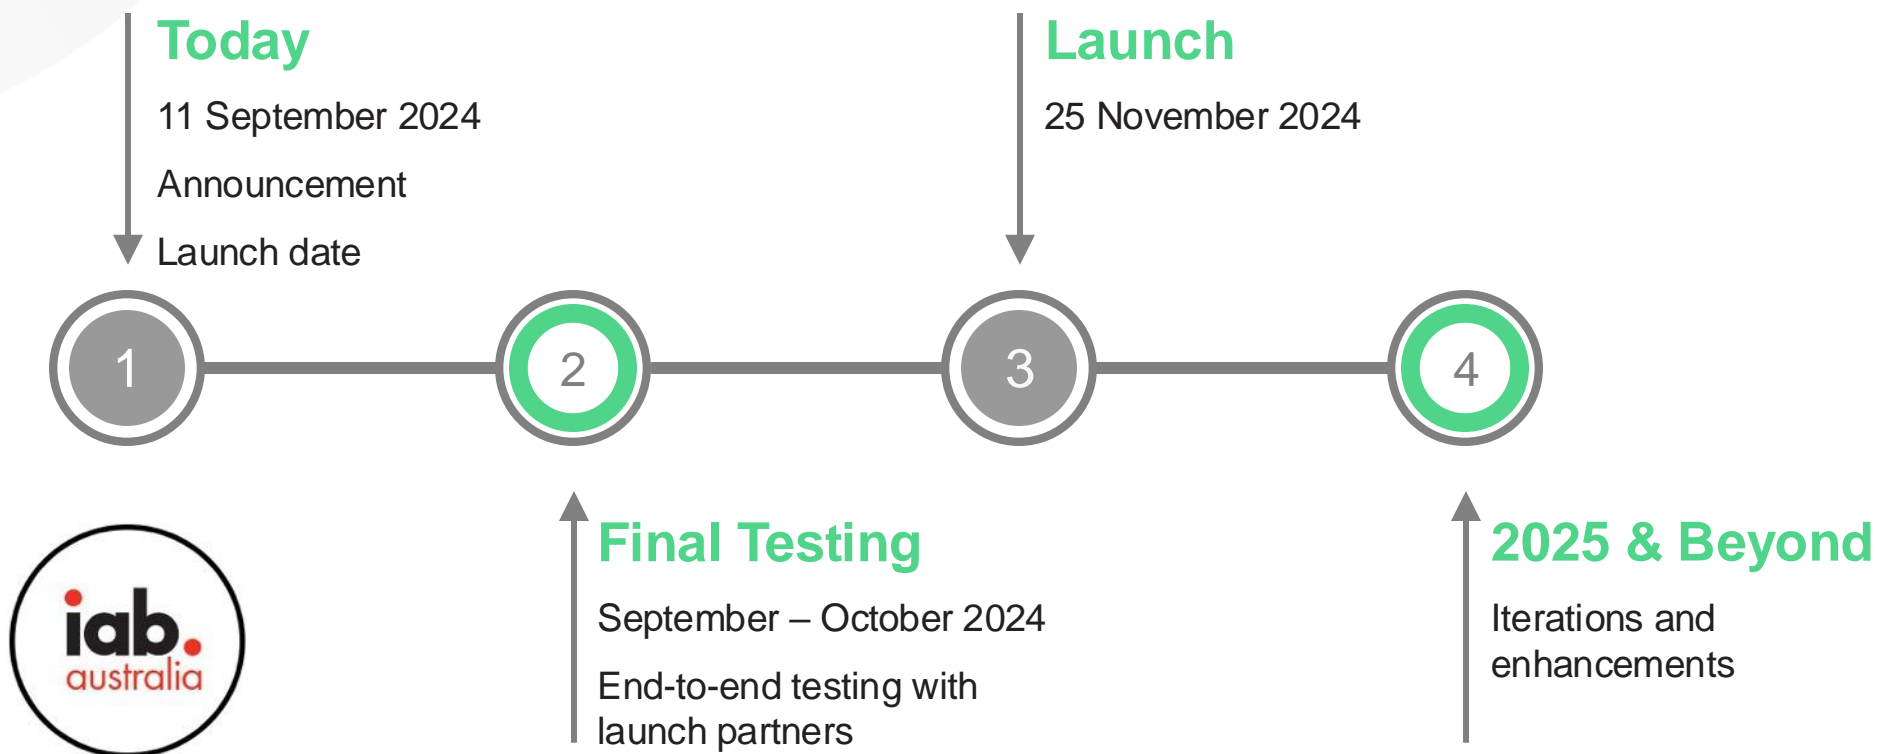 Today
11 September 2024
Announcement
Launch date
Launch
25 November 2024
1
2
3
4
Final Testing
September – October 2024
End-to-end testing with
launch partners
2025 & Beyond
Iterations and
enhancements
iab.
australia